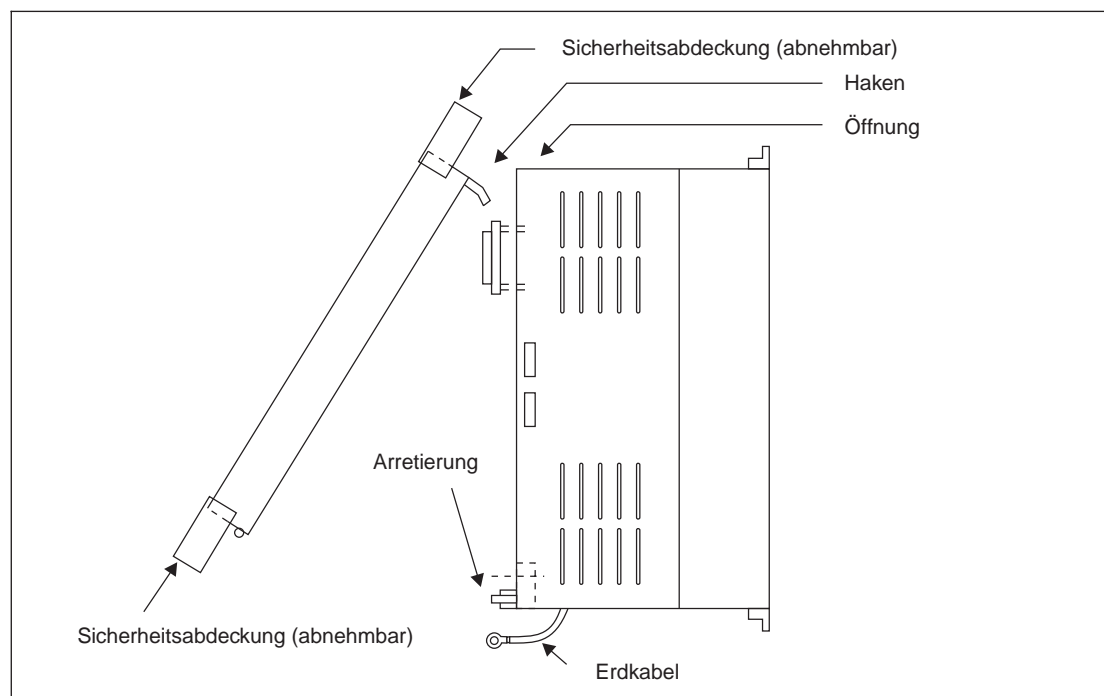 Sicherheitsabdeckung (abnehmbar)
Haken
Öffnung
Arretierung
Sicherheitsabdeckung (abnehmbar)
Erdkabel